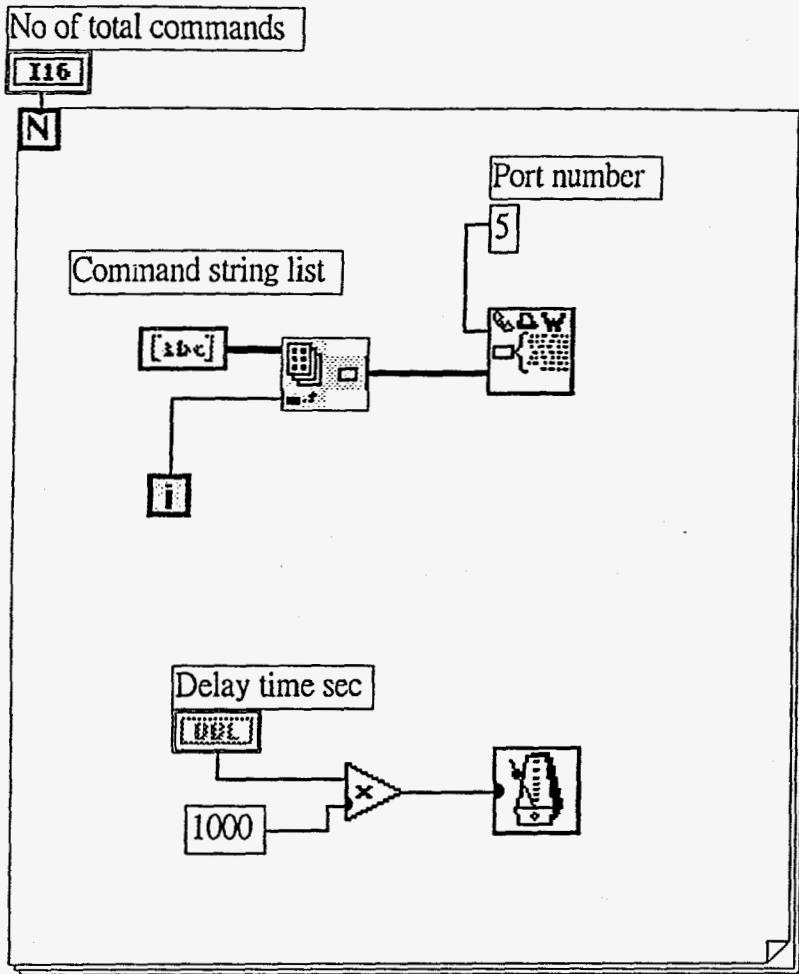 No of total commands
I16
N
Port number
5
Command string list
[abc]
W
i
Delay time sec
DBL
x
1000